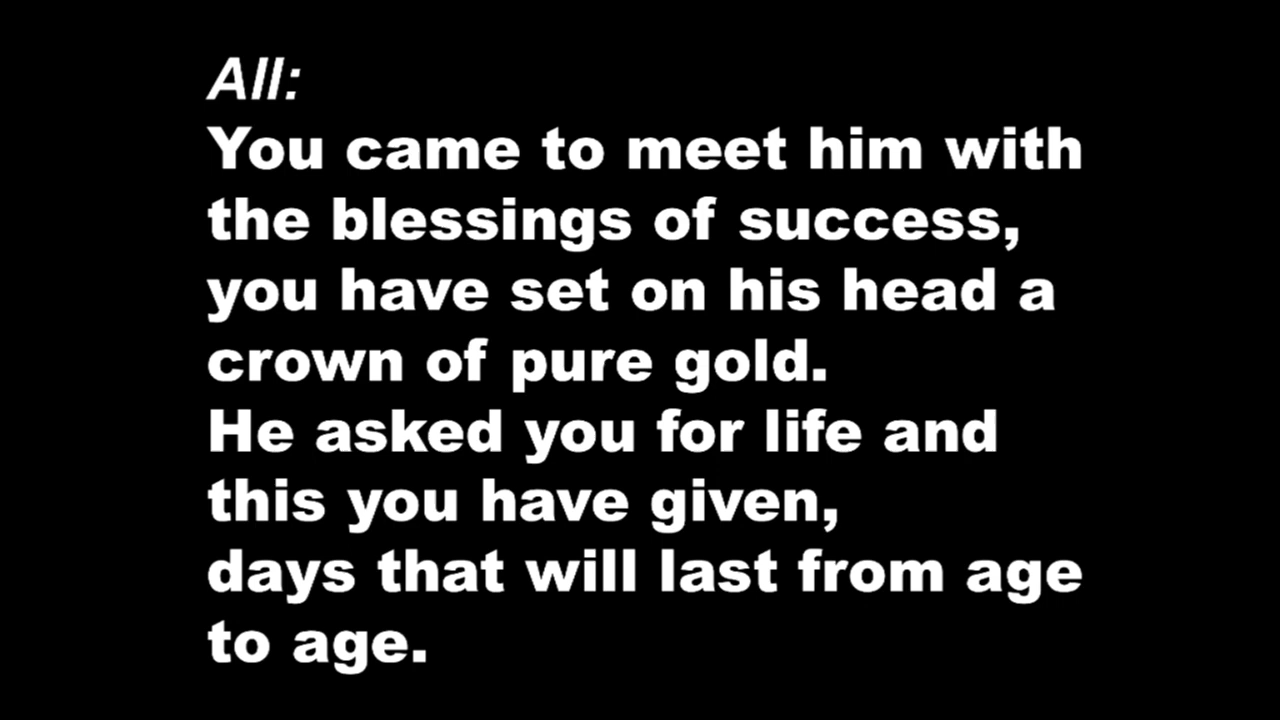 All:
You came to meet him with
the blessings of success,
you have set on his head a
crown of pure gold.
He asked you for life and
this you have given,
days that will last from age
to age.